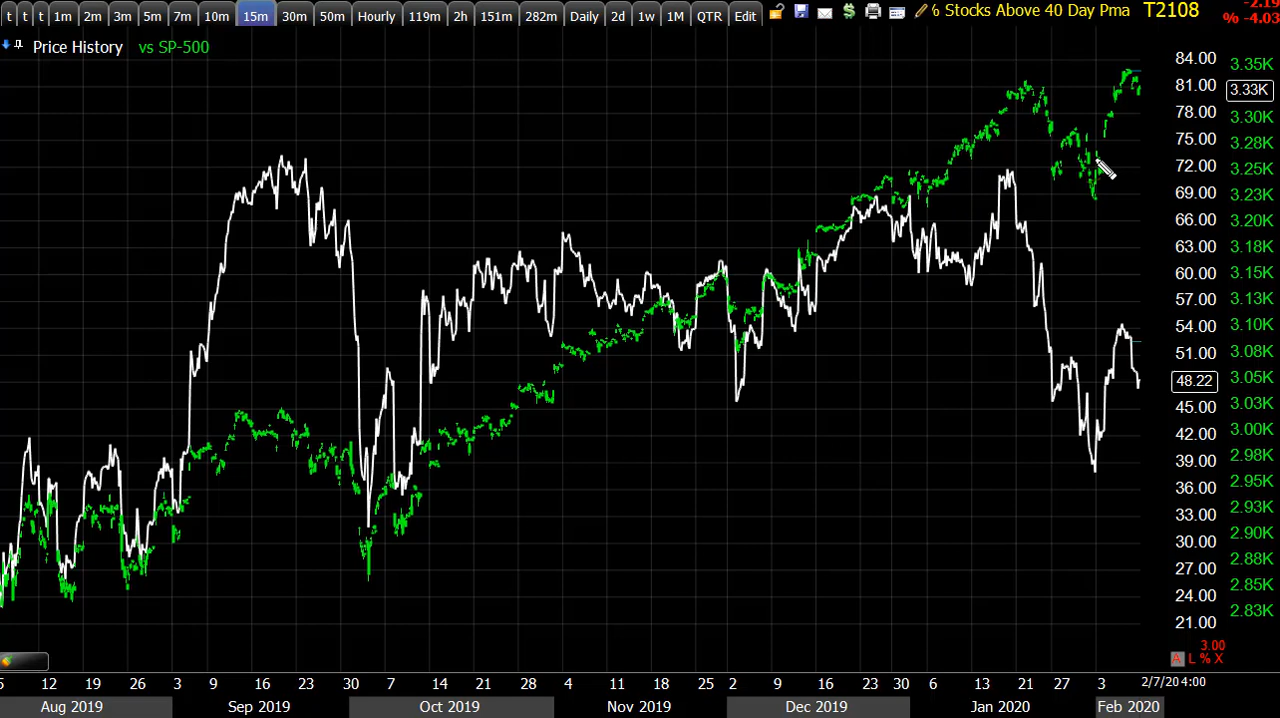 t t t 1m 2m 3m 5m 7m 10m 15m 30m 50m Hourly 119m 2h 151m 282m Daily 2d 1w 1M QTR Edit % Stocks Above 40 Day Pma T2108
-2.19
% -4.03
Price History vs SP-500
84.00 3.35K
81.00 3.33K
78.00 3.30K
75.00 3.28K
72.00 3.25K
69.00 3.23K
66.00 3.20K
63.00 3.18K
60.00 3.15K
57.00 3.13K
54.00 3.10K
51.00 3.08K
48.22 3.05K
45.00 3.03K
42.00 3.00K
39.00 2.98K
36.00 2.95K
33.00 2.93K
30.00 2.90K
27.00 2.88K
24.00 2.85K
21.00 2.83K
3.00
A L % X
5 12 19 26 3 9 16 23 30 7 14 21 28 4 11 18 25 2 9 16 23 30 6 13 21 27 3 2/7/20 4:00
Aug 2019 Sep 2019 Oct 2019 Nov 2019 Dec 2019 Jan 2020 Feb 2020